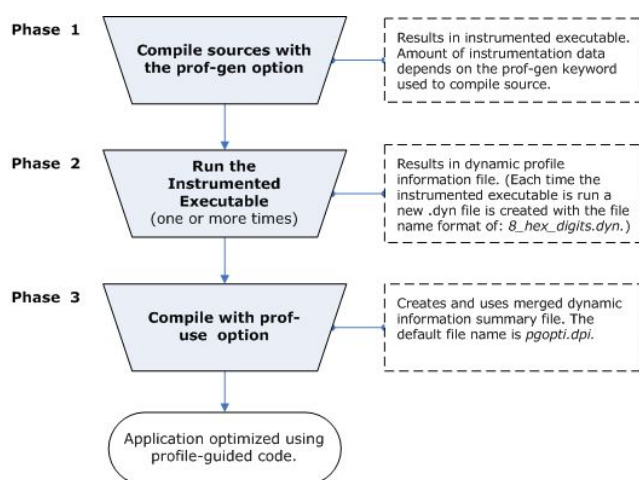 Phase 1
Compile sources with
the prof-gen option
Results in instrumented executable.
Amount of instrumentation data
depends on the prof-gen keyword
used to compile source.
Phase 2
Run the
Instrumented
Executable
(one or more times)
Results in dynamic profile
information file. (Each time the
instrumented executable is run a
new .dyn file is created with the file
name format of: 8_hex_digits.dyn.)
Phase 3
Compile with prof-
use option
Creates and uses merged dynamic
information summary file. The
default file name is pgopti.dpi.
Application optimized using
profile-guided code.